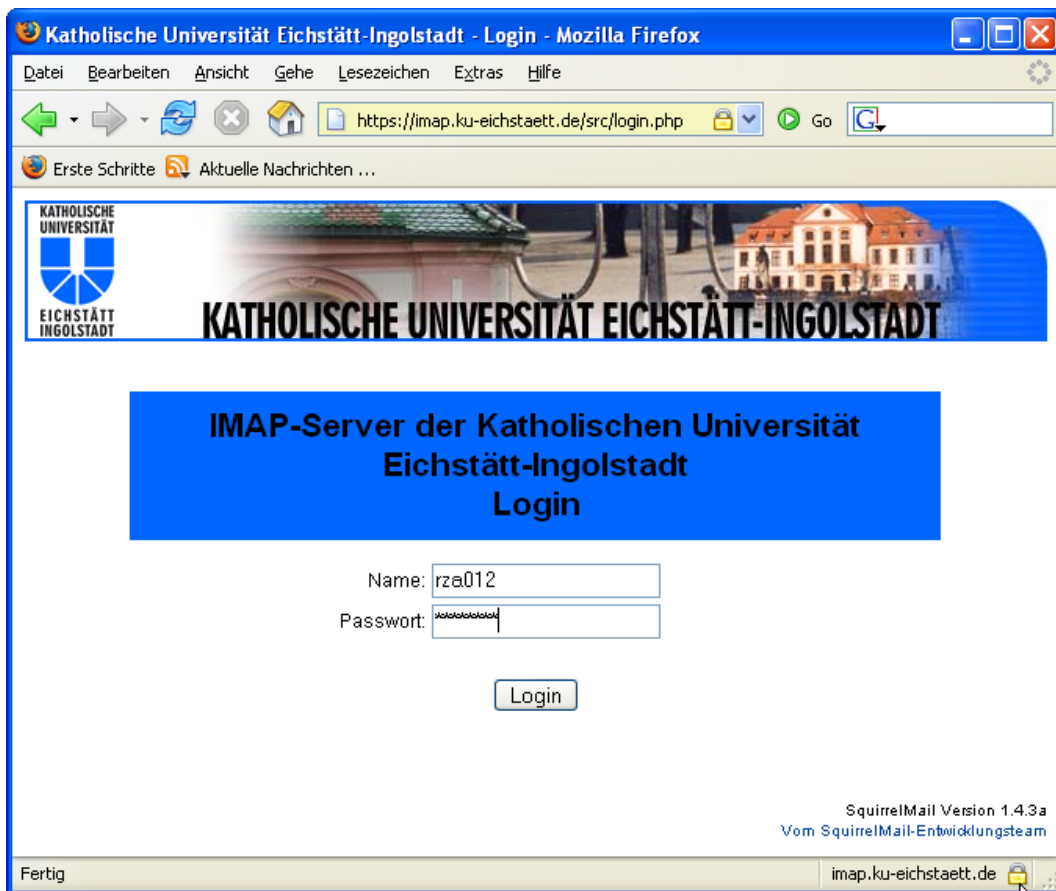 Katholische Universität Eichstätt-Ingolstadt - Login - Mozilla Firefox
Datei Bearbeiten Ansicht Gehe Lesezeichen Extras Hilfe
https://imap.ku-eichstaett.de/src/login.php Go G
Erste Schritte Aktuelle Nachrichten ...
KATHOLISCHE
UNIVERSITÄT
EICHSTÄTT
INGOLSTADT
KATHOLISCHE UNIVERSITÄT EICHSTÄTT-INGOLSTADT
IMAP-Server der Katholischen Universität
Eichstätt-Ingolstadt
Login
Name: rza012
Passwort: *********
Login
SquirrelMail Version 1.4.3a
Vom SquirrelMail-Entwicklungsteam
Fertig imap.ku-eichstaett.de